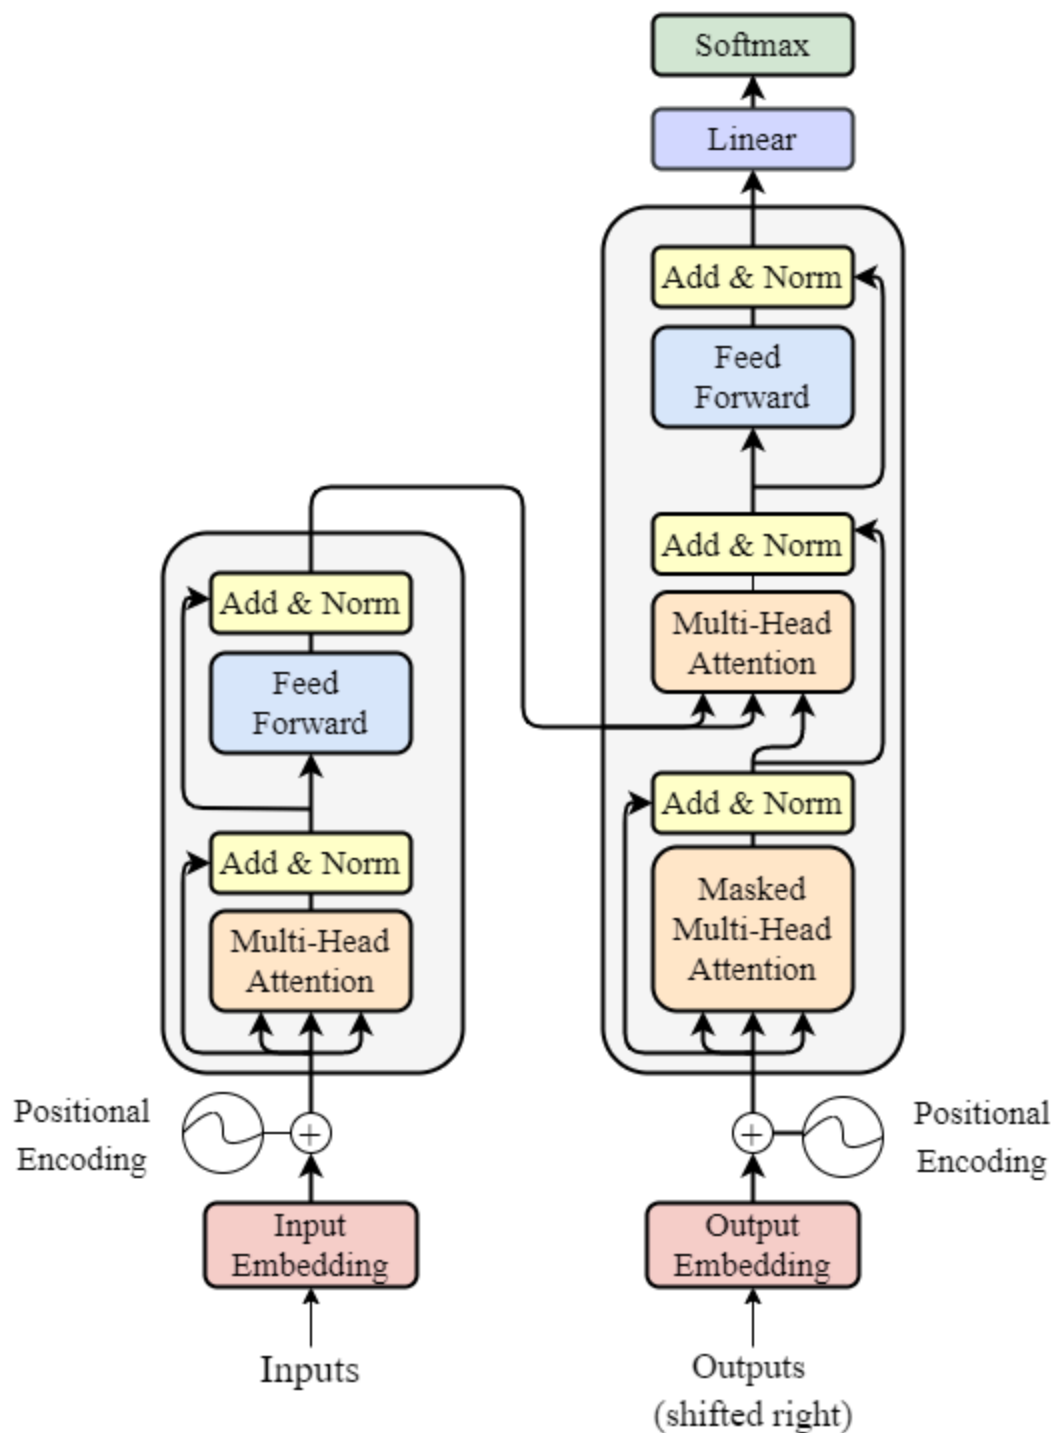 Softmax
Linear
Add & Norm
Feed
Forward
Add & Norm
Multi-Head
Attention
Add & Norm
Masked
Multi-Head
Attention
Add & Norm
Feed
Forward
Add & Norm
Multi-Head
Attention
Positional
Encoding
+
+
Positional
Encoding
Input
Embedding
Output
Embedding
Inputs
Outputs
(shifted right)